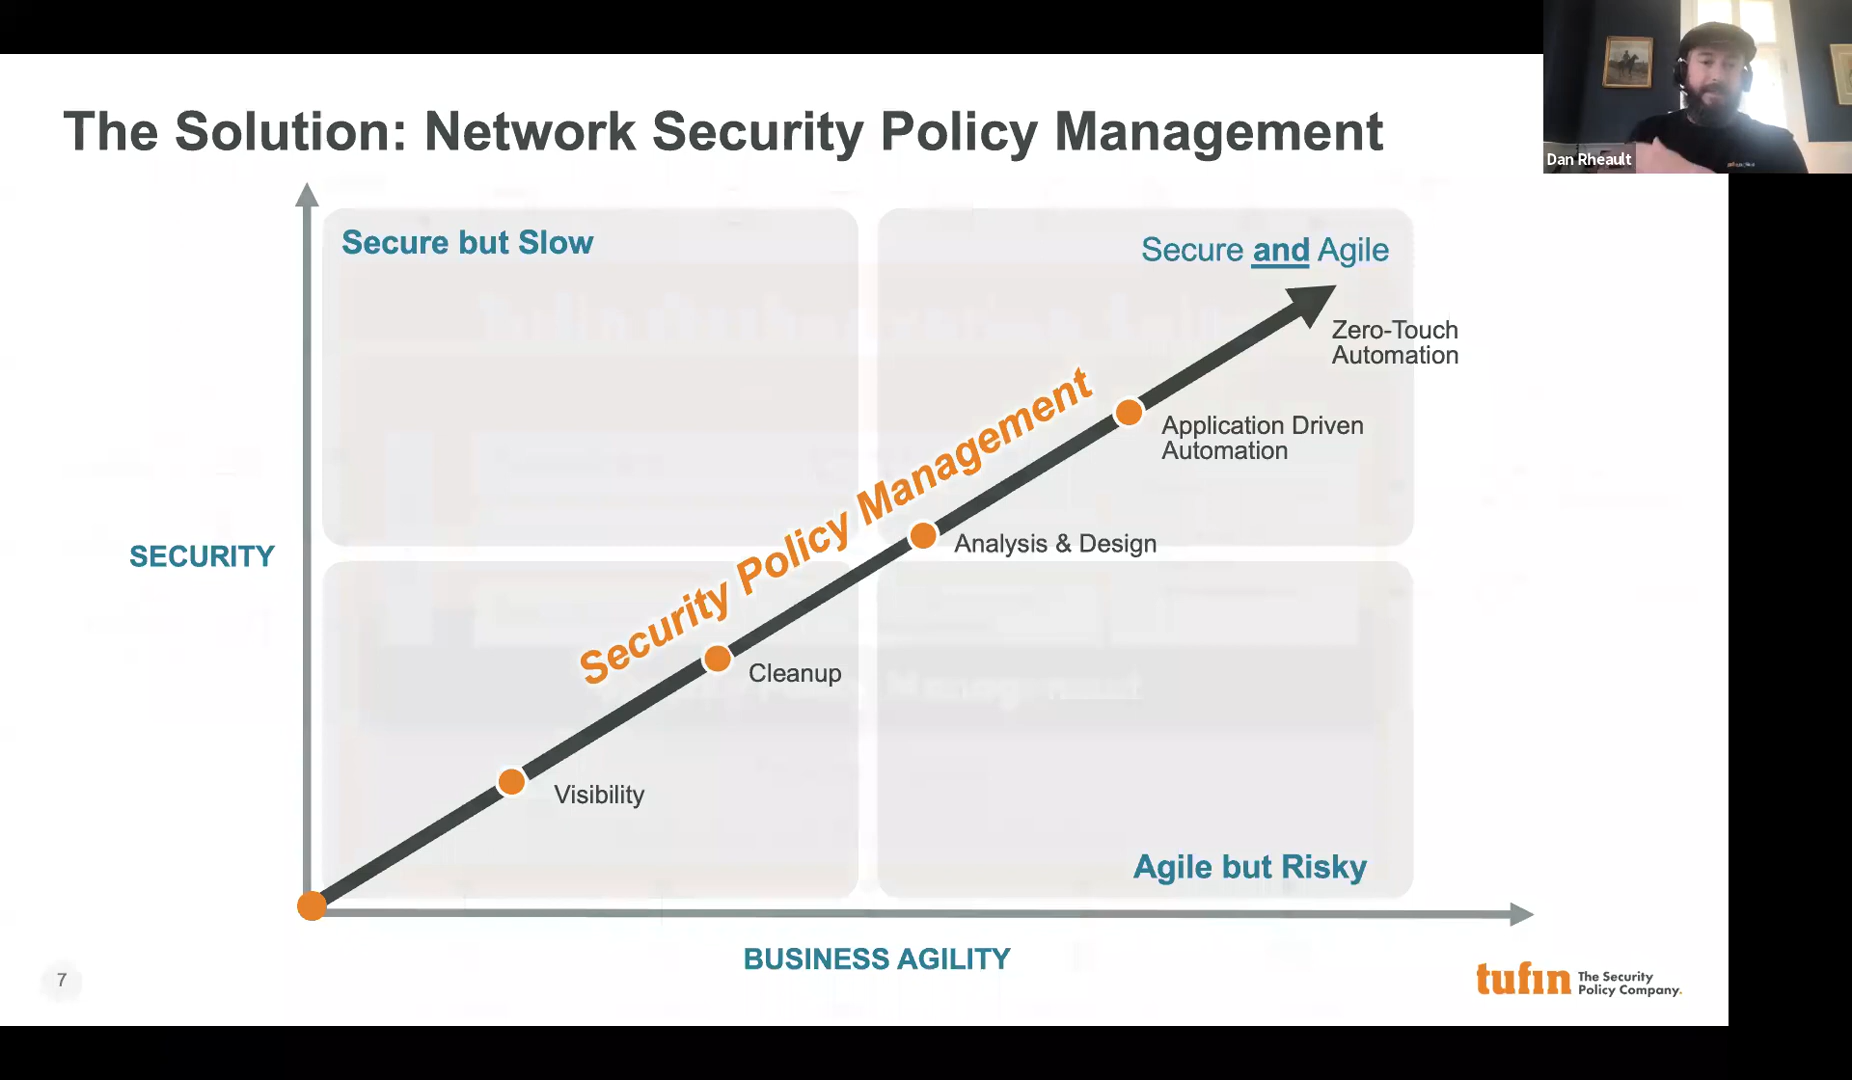 The Solution: Network Security Policy Management
Dan Rheault
Secure but Slow
Secure and Agile
Zero-Touch
Automation
Security Policy Management
Application Driven
Automation
SECURITY
Analysis & Design
Cleanup
Visibility
Agile but Risky
BUSINESS AGILITY
7
tufin The Security
Policy Company.